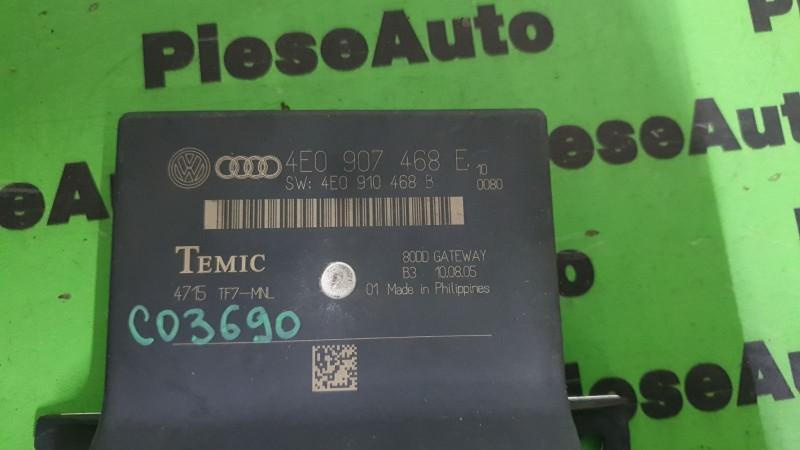 PieseAuto
PieseAuto
PieseAuto
4E0 907 468 E
10
SW: 4E0 910 468 B
0080
TEMIC
800D GATEWAY
B3 10.08.05
4715 TF7-MNL
01 Made in Philippines
C03690
PieseAuto